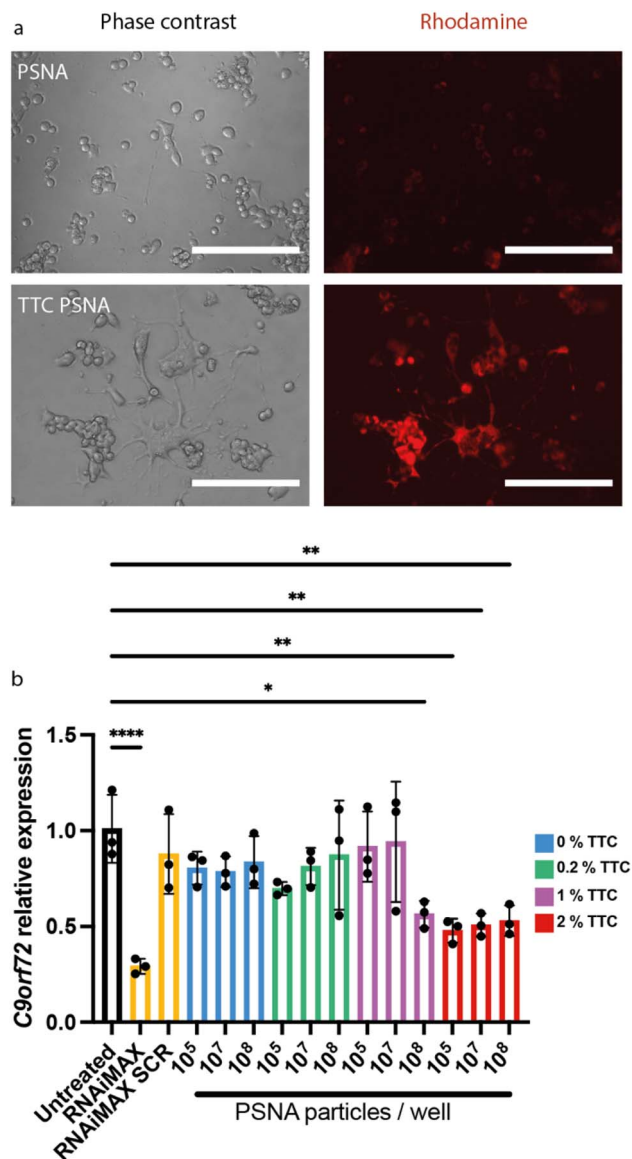 a
Phase contrast
Rhodamine
PSNA
TTC PSNA
**
**
**
*
b
****
C9orf72 relative expression
1.5
1.0
0.5
0.0
0 % TTC
0.2 % TTC
1 % TTC
2 % TTC
Untreated
RNAiMAX
RNAiMAX SCR
10⁵
10⁷
10⁸
10⁵
10⁷
10⁸
10⁵
10⁷
10⁸
10⁵
10⁷
10⁸
PSNA particles / well